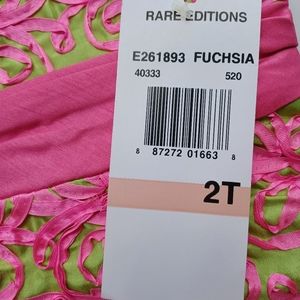 RARE EDITIONS
E261893 FUCHSIA
40333 520
8 87272 01663 8
2T